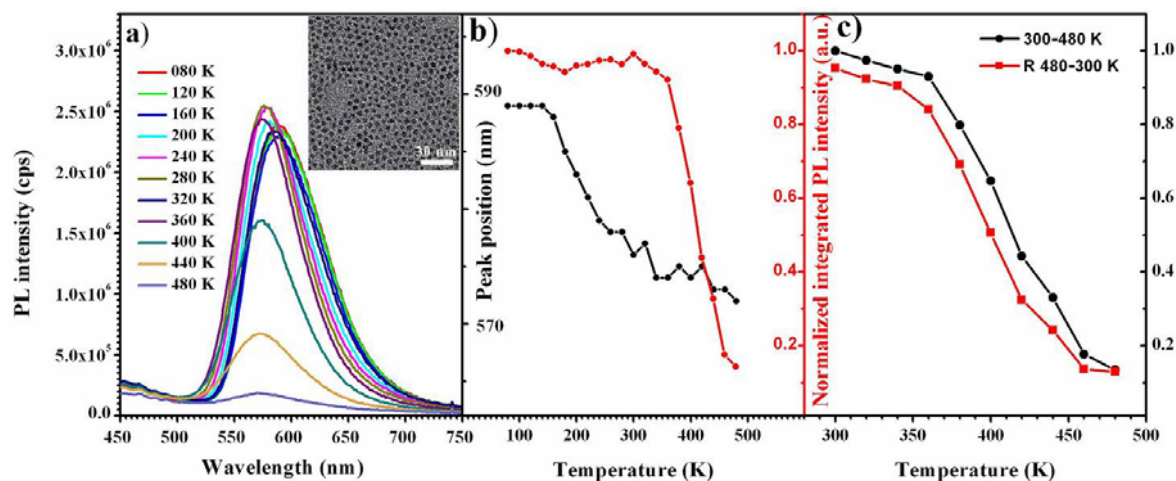 a)
3.0x10⁶
2.5x10⁶
2.0x10⁶
1.5x10⁶
1.0x10⁶
5.0x10⁵
0.0
PL intensity (cps)
080 K
120 K
160 K
200 K
240 K
280 K
320 K
360 K
400 K
440 K
480 K
30 nm
450 500 550 600 650 700 750
Wavelength (nm)
b)
590
570
Peak position (nm)
100 200 300 400 500
Temperature (K)
1.0
0.8
0.6
0.4
0.2
Normalized integrated PL intensity (a.u.)
c)
300-480 K
R 480-300 K
1.0
0.8
0.6
0.4
0.2
300 350 400 450 500
Temperature (K)